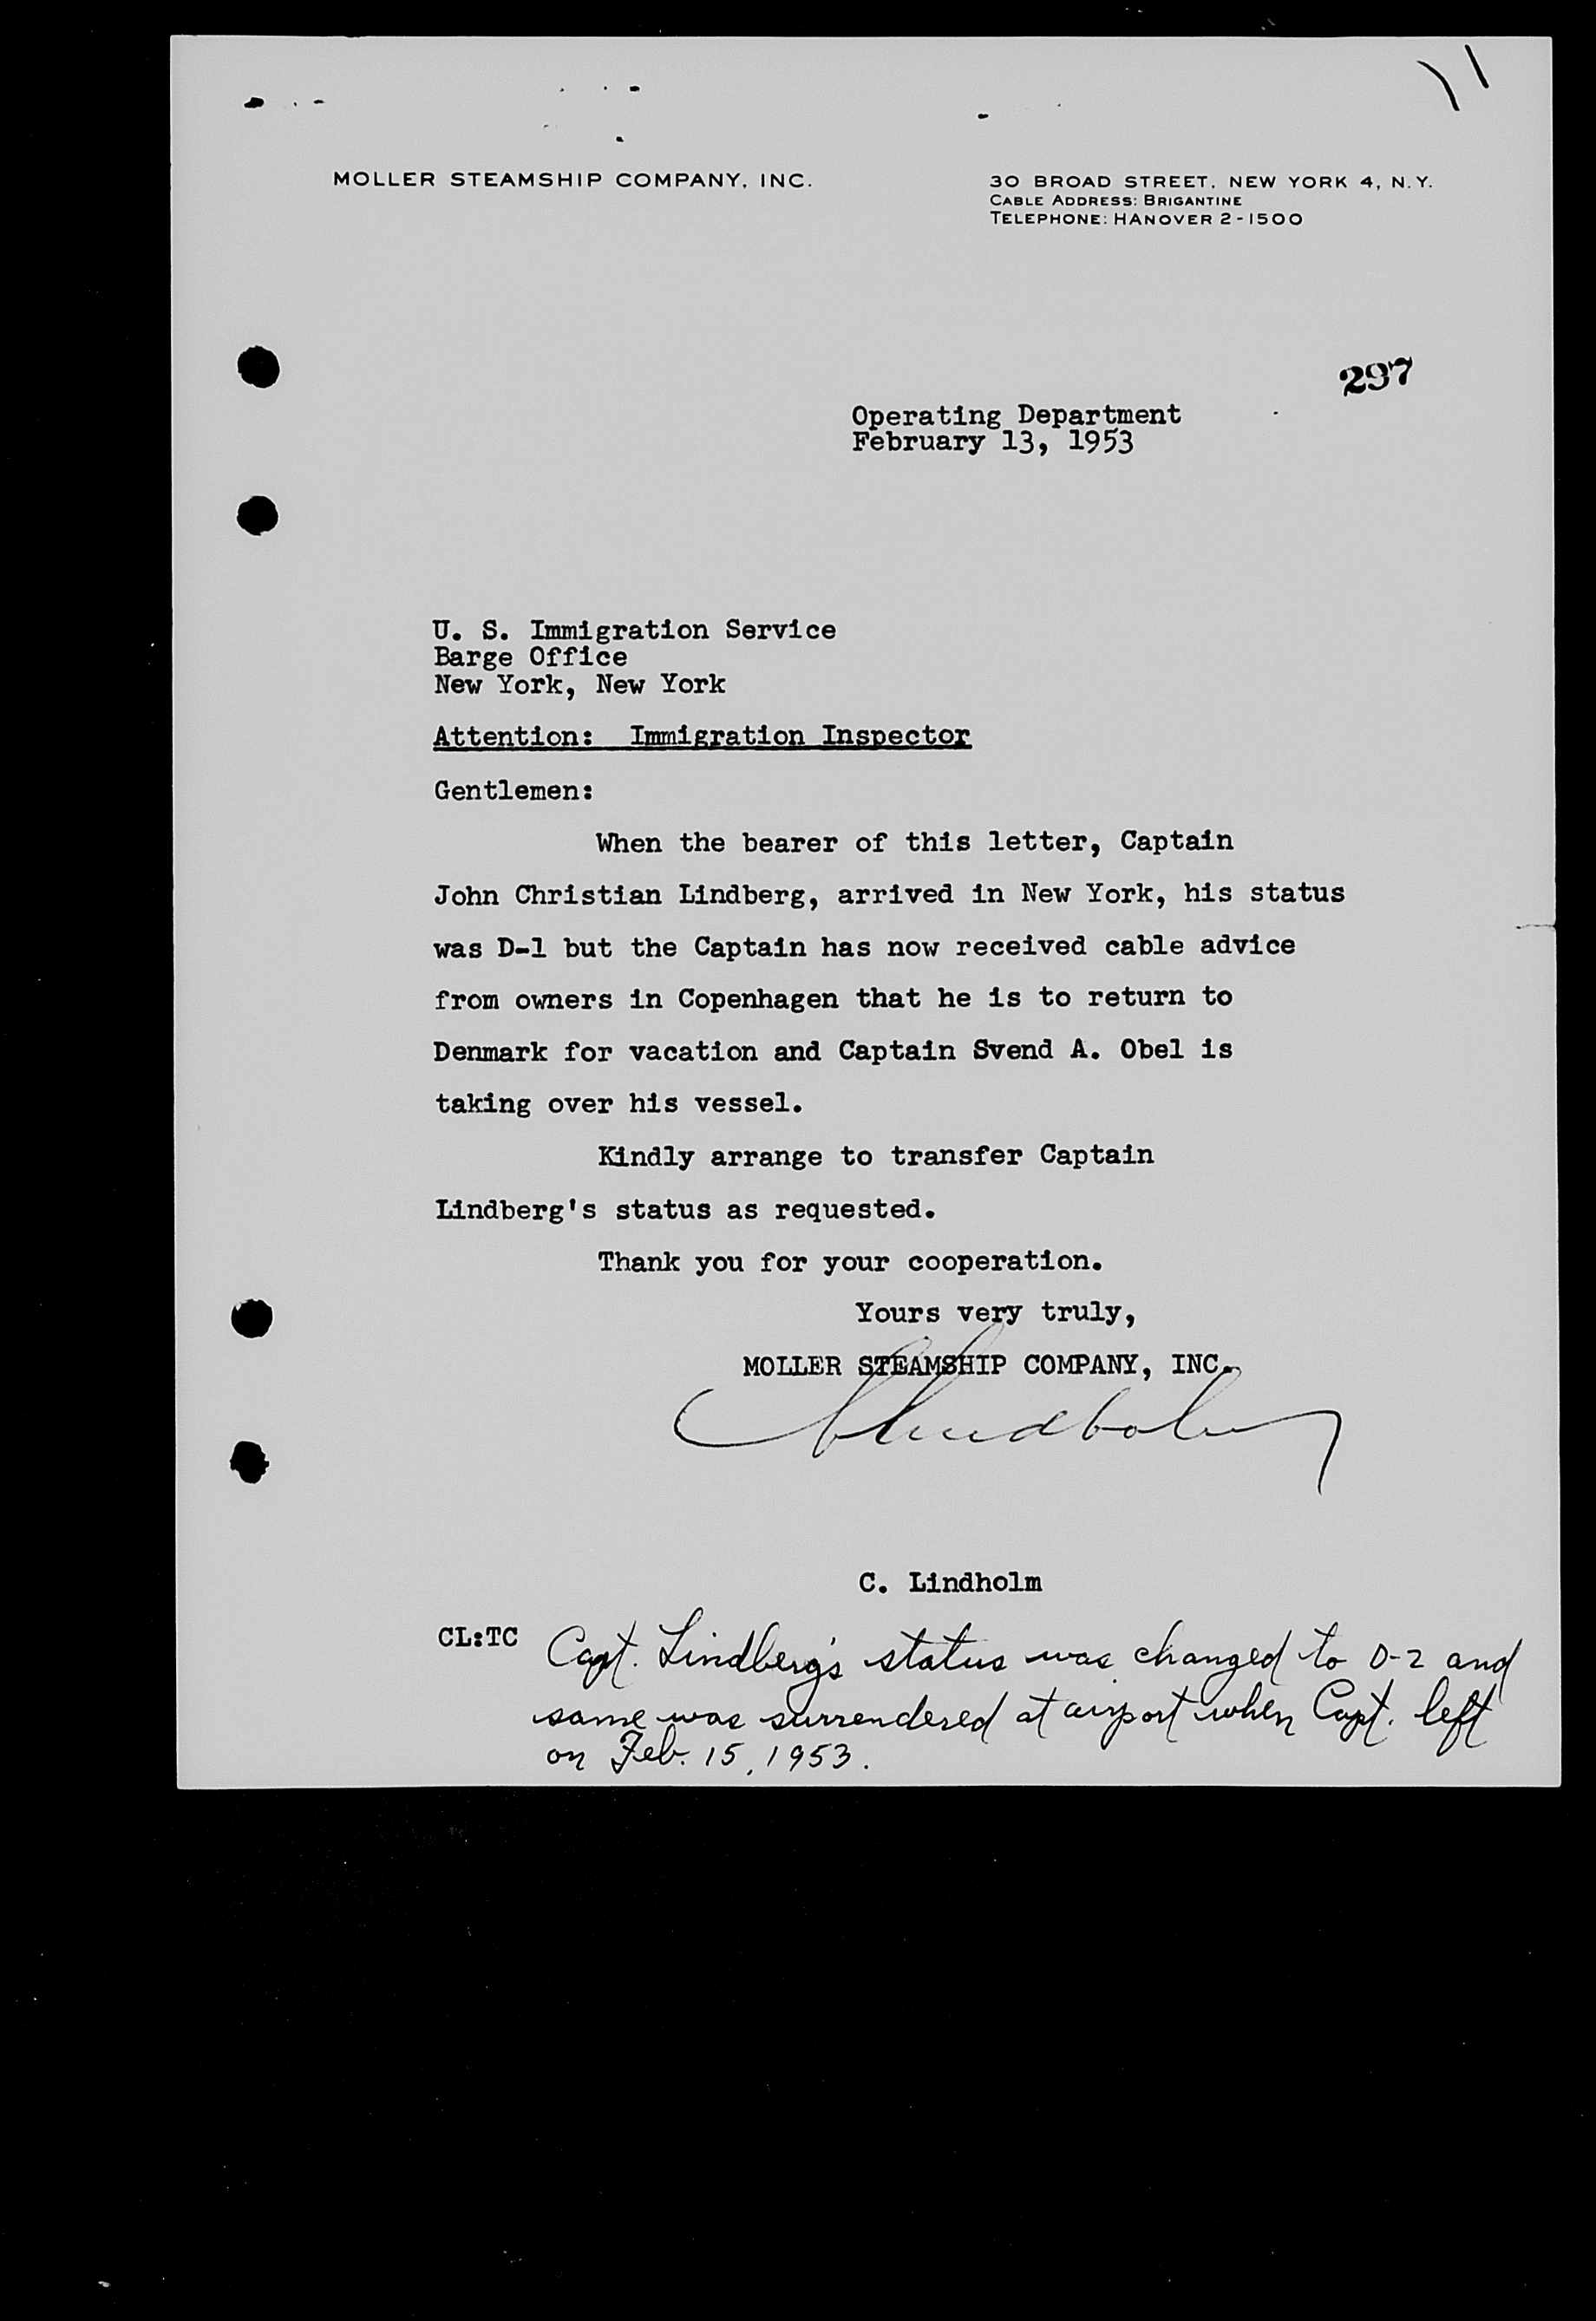 MOLLER STEAMSHIP COMPANY, INC.
30 BROAD STREET, NEW YORK 4, N.Y.
CABLE ADDRESS: BRIGANTINE
TELEPHONE: HANOVER 2-1500
297
Operating Department
February 13, 1953
U. S. Immigration Service
Barge Office
New York, New York
Attention: Immigration Inspector
Gentlemen:
When the bearer of this letter, Captain
John Christian Lindberg, arrived in New York, his status
was D-1 but the Captain has now received cable advice
from owners in Copenhagen that he is to return to
Denmark for vacation and Captain Svend A. Obel is
taking over his vessel.
Kindly arrange to transfer Captain
Lindberg's status as requested.
Thank you for your cooperation.
Yours very truly,
MOLLER STEAMSHIP COMPANY, INC.
C Lindholm
C. Lindholm
CL:TC
Capt. Lindberg's status was changed to D-2 and
same was surrendered at airport when Capt. left
on Feb. 15, 1953.